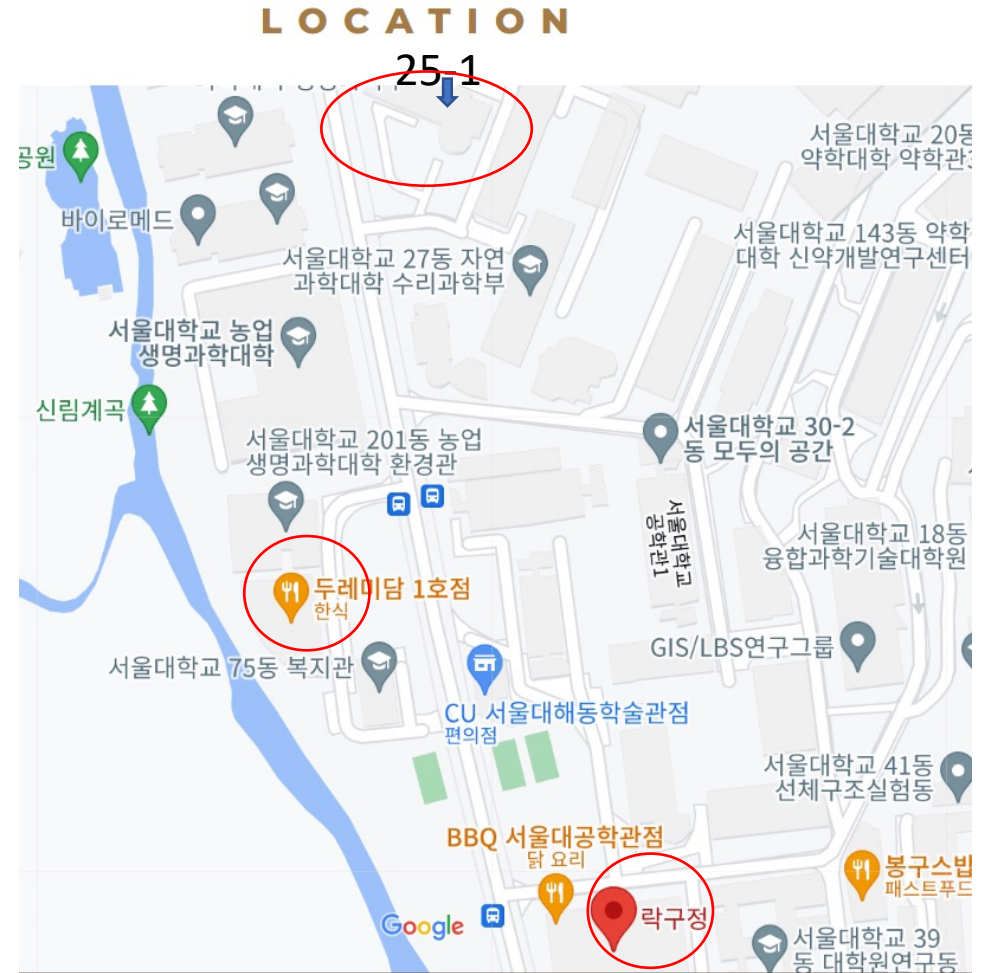 LOCATION
25-1
공원
서울대학교 20동
약학대학 약학관
바이로메드
서울대학교 143동 약학
대학 신약개발연구센터
서울대학교 27동 자연
과학대학 수리과학부
서울대학교 농업
생명과학대학
신림계곡
서울대학교 30-2
동 모두의 공간
서울대학교 201동 농업
생명과학대학 환경관
서울대학교
공학관1
서울대학교 18동
융합과학기술대학원
두레미담 1호점
한식
GIS/LBS연구그룹
서울대학교 75동 복지관
CU 서울대해동학술관점
편의점
서울대학교 41동
선체구조실험동
BBQ 서울대공학관점
닭 요리
봉구스밥
패스트푸드
락구정
Google
서울대학교 39
동 대학원연구동